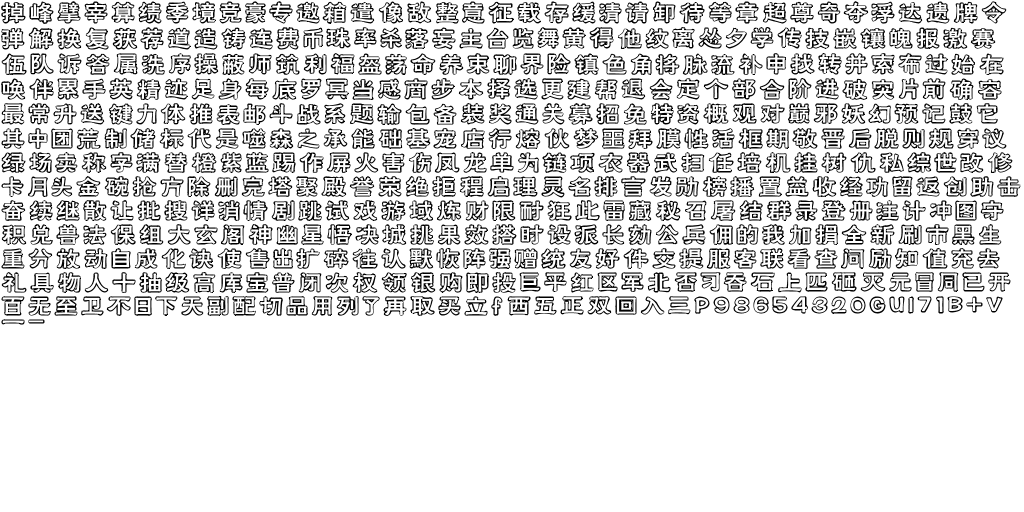 掉峰擘宰算绩季境竞豪专邀箱遣像敌整意征载存缓清请卸待等章超尊奇夺浮达遗牌令
弹解换复获荐道造铸连费币珠率杀落妄主台览舞黄得他纹离怂夕学传技嵌镶魄报激赛
伍队诉答属洗序操蔽师筑利福盔荡命养束聊界险镇色角将脉流补申找转并索布过始在
唤伴累手英精迹足身每底罗冥当感商步本择选更建帮退会定个部合阶进破突片前确容
最常升送键力体推表邮斗战系题输包备装奖通关募招免特资概观对巅邪妖幻预记鼓它
其中团荒制储标代是噬森之承能础基宠店行熔伙梦噩拜膜性活框期敬晋后脱则规穿议
绿场卖称字满替橙紫蓝踢作屏火害伤凤龙单为链项衣器武扫任培机挂树仇私综世改修
卡月头金碗抢方除删完塔聚殿誉荣绝拒程启理灵名排言发勋榜播置益收经功留返创助击
奋续继散让批搜详消情剧跳试戏游域炼财限耐狂此雷藏秘召屠结群录登册注计冲图守
积兑兽法保组大玄阁神幽星悟决城挑果效搭时设派长劾公兵佣的我加捐全新刷市黑生
重分放动自成化诀使售出扩碎往认默恢阵强赠统友好件交提服客联看查问励知值充去
礼具物人十抽级高库宝普闭次权领银购即投巨平红区军北否习吞石上匹砸灭元冒同已开
百无至卫不日下天副配切品用列了再取买立f西五正双回入三P98654320GUI71B+V
一-